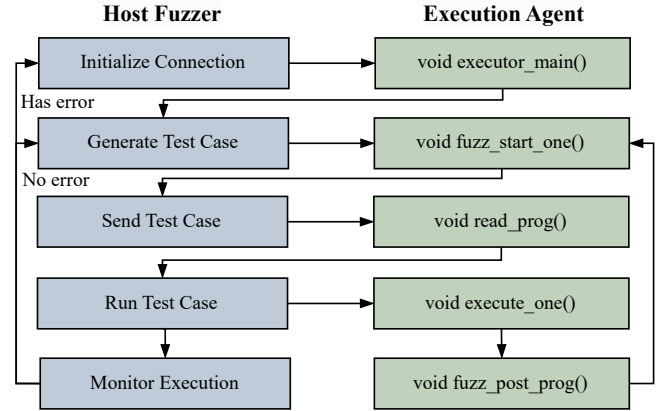 Host Fuzzer
Execution Agent
Initialize Connection
void executor_main()
Has error
Generate Test Case
void fuzz_start_one()
No error
Send Test Case
void read_prog()
Run Test Case
void execute_one()
Monitor Execution
void fuzz_post_prog()